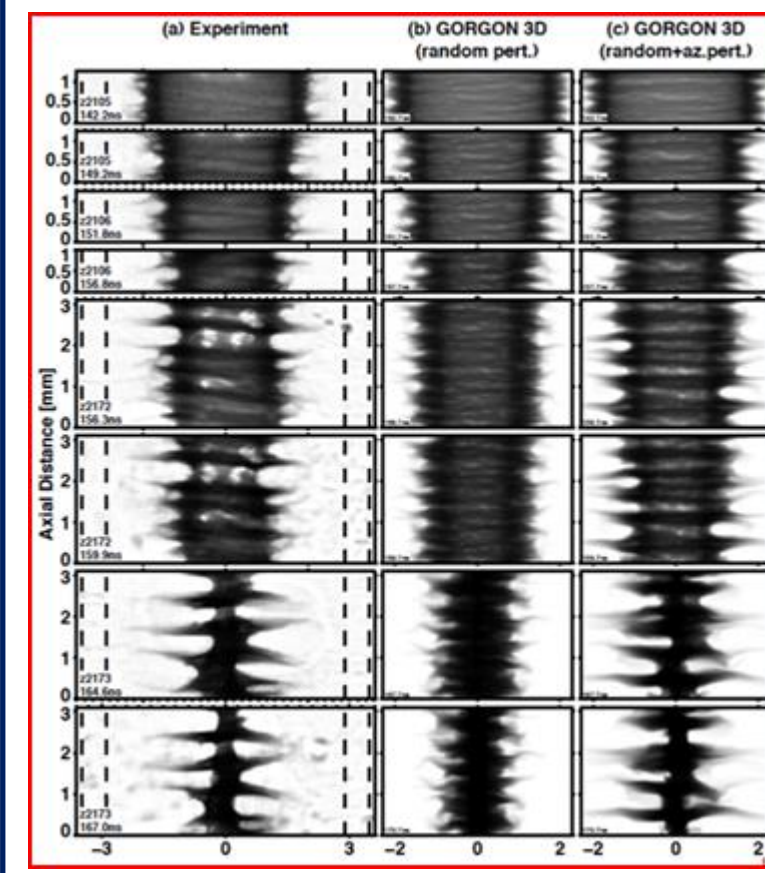 (a) Experiment (b) GORGON 3D (c) GORGON 3D
(random pert.) (random+az.pert.)
1
0.5
0
z2105
142.2ns
1
0.5
0
z2105
149.2ns
1
0.5
0
z2106
151.8ns
1
0.5
0
z2106
156.8ns
Axial Distance [mm]
3
2
1
0
z2172
156.3ns
3
2
1
0
z2172
159.9ns
3
2
1
0
z2173
164.6ns
3
2
1
0
z2173
167.0ns
−3 0 3 −2 0 2 −2 0 2